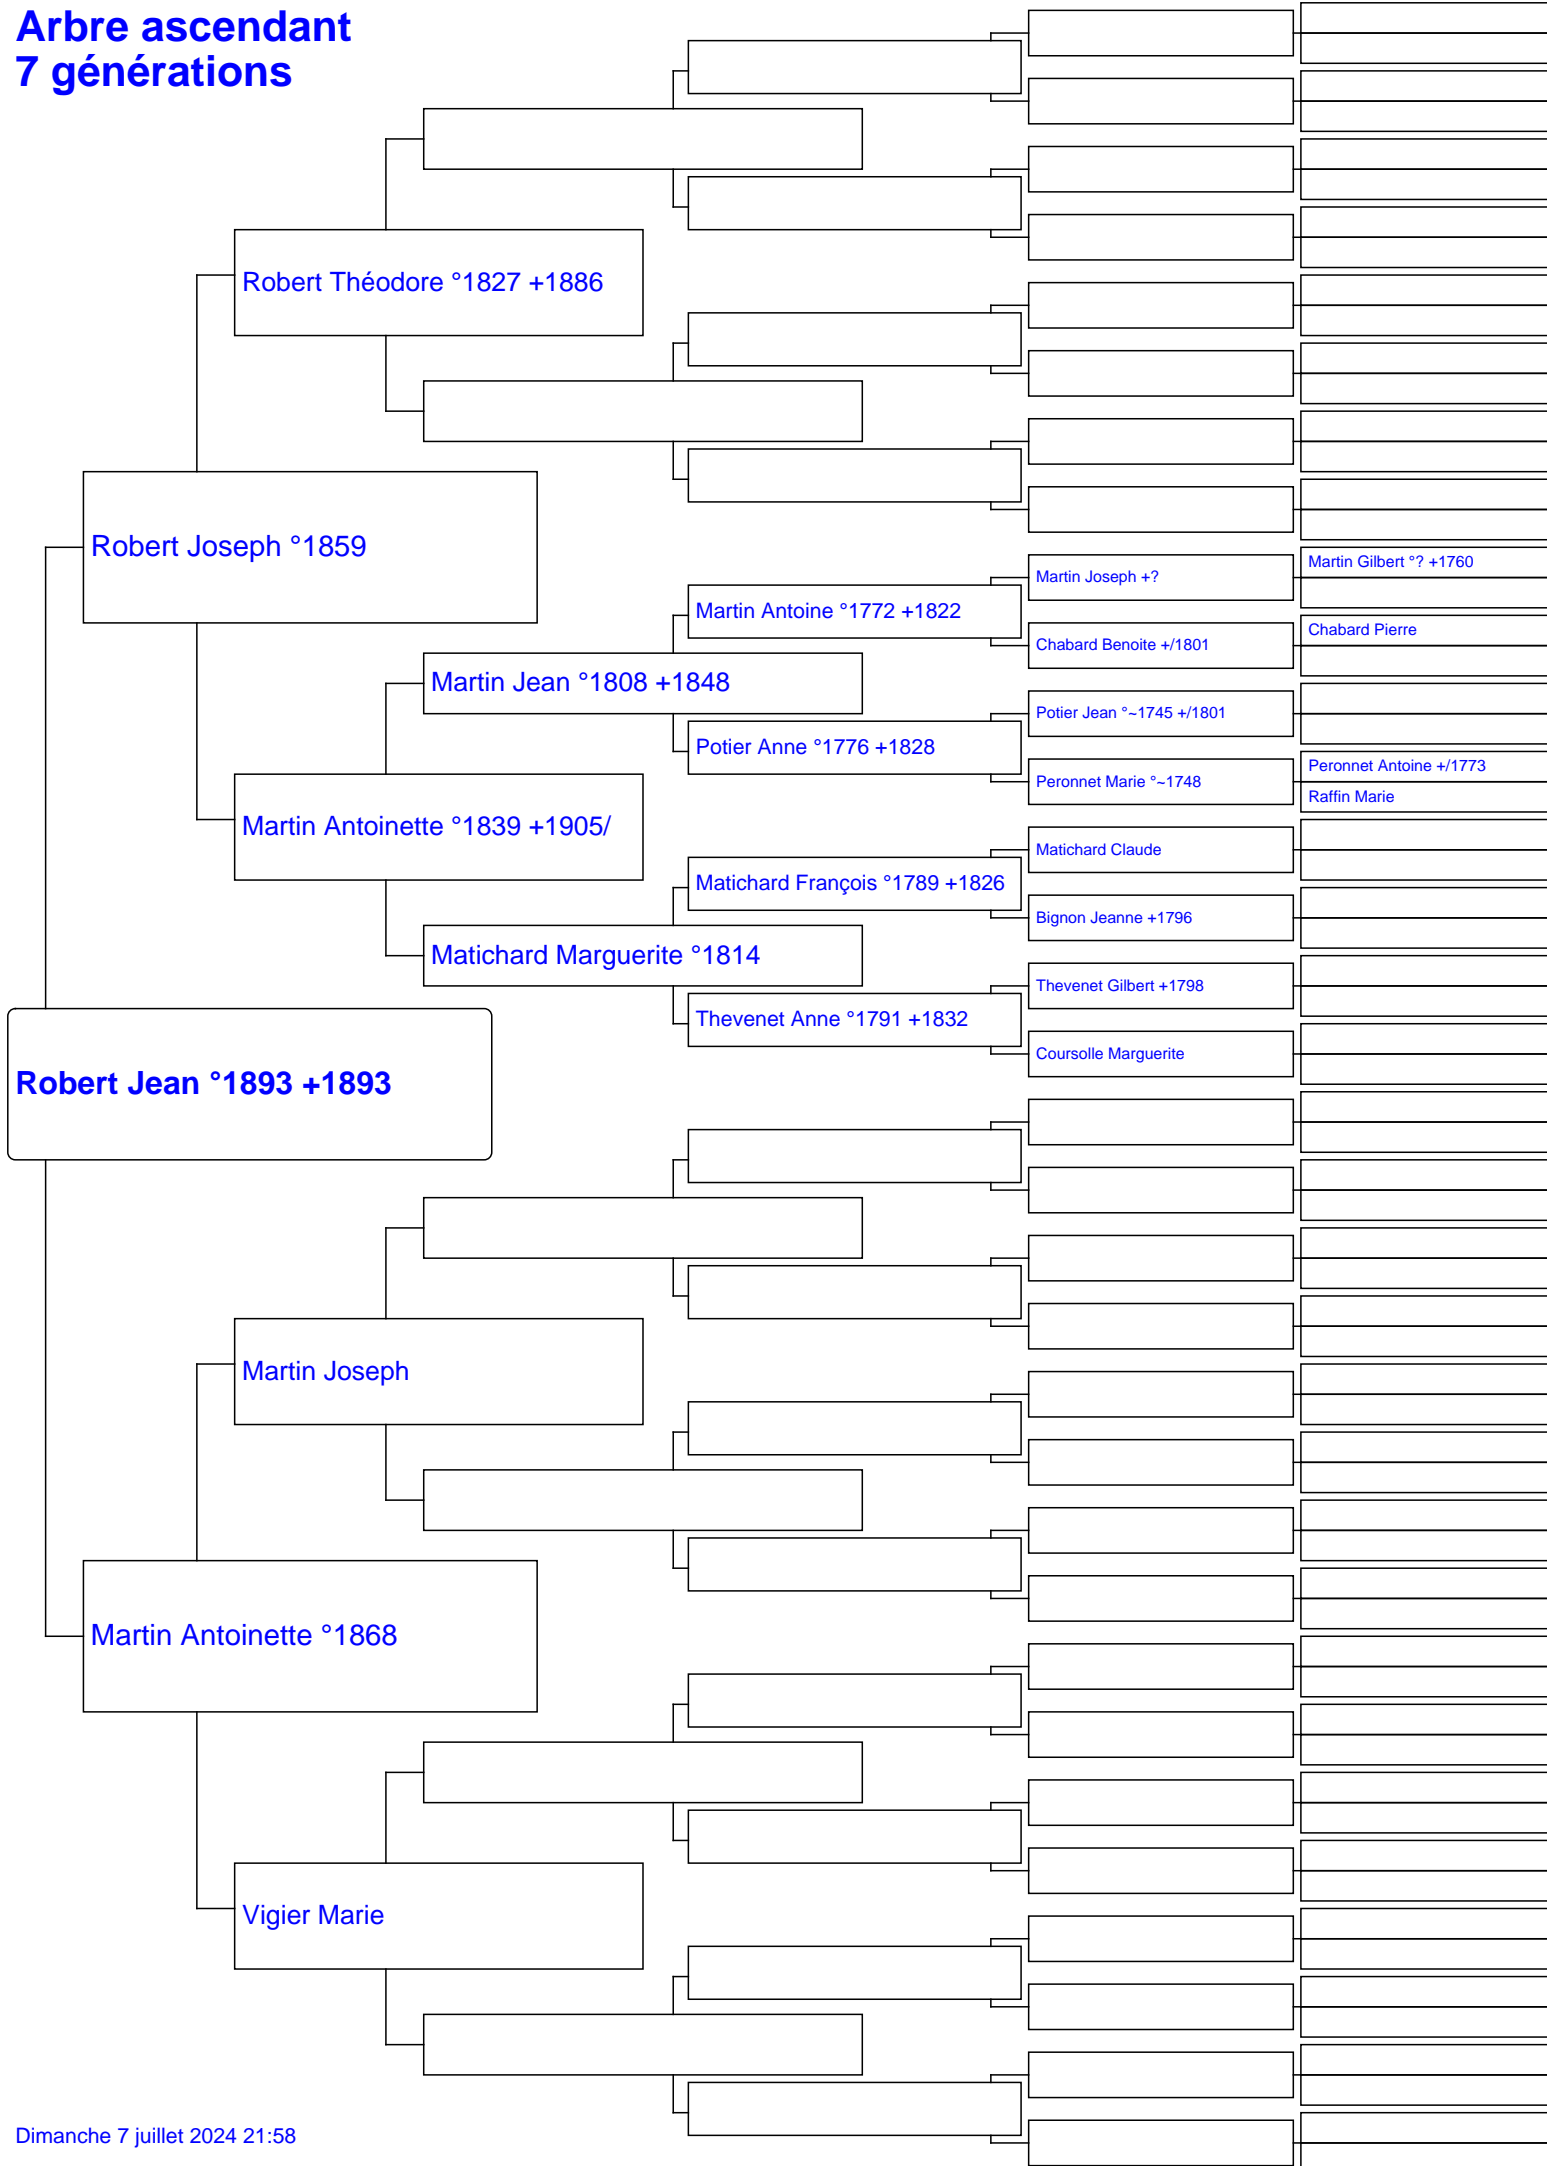 Arbre ascendant
7 générations
Robert Théodore °1827 +1886
Robert Joseph °1859
Martin Gilbert °? +1760
Martin Joseph +?
Martin Antoine °1772 +1822
Chabard Pierre
Chabard Benoite +/1801
Martin Jean °1808 +1848
Potier Jean °~1745 +/1801
Potier Anne °1776 +1828
Peronnet Antoine +/1773
Peronnet Marie °~1748
Raffin Marie
Martin Antoinette °1839 +1905/
Matichard Claude
Matichard François °1789 +1826
Bignon Jeanne +1796
Matichard Marguerite °1814
Thevenet Gilbert +1798
Thevenet Anne °1791 +1832
Coursolle Marguerite
Robert Jean °1893 +1893
Martin Joseph
Martin Antoinette °1868
Vigier Marie
Dimanche 7 juillet 2024 21:58